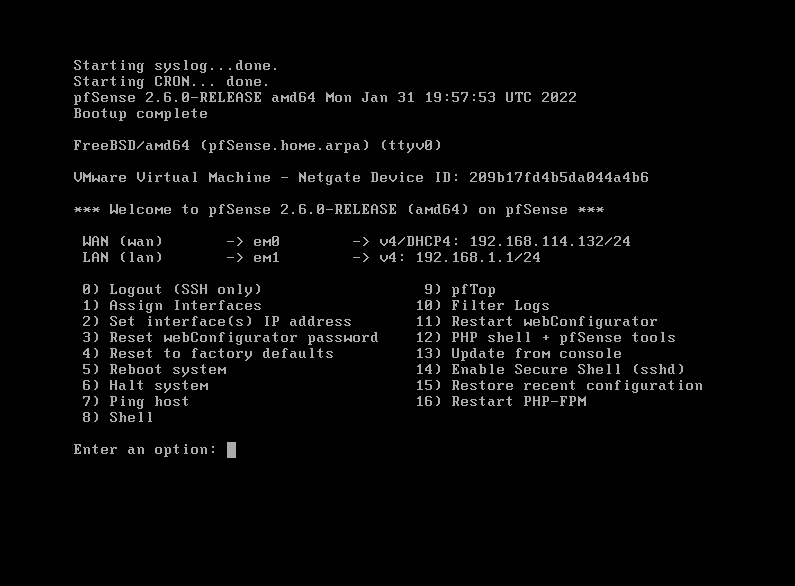 Starting syslog...done.
Starting CRON... done.
pfSense 2.6.0-RELEASE amd64 Mon Jan 31 19:57:53 UTC 2022
Bootup complete
FreeBSD/amd64 (pfSense.home.arpa) (ttyv0)
VMware Virtual Machine - Netgate Device ID: 209b17fd4b5da044a4b6
*** Welcome to pfSense 2.6.0-RELEASE (amd64) on pfSense ***
WAN (wan)       -> em0        -> v4/DHCP4: 192.168.114.132/24
LAN (lan)       -> em1        -> v4: 192.168.1.1/24
0) Logout (SSH only)                  9) pfTop
1) Assign Interfaces                 10) Filter Logs
2) Set interface(s) IP address       11) Restart webConfigurator
3) Reset webConfigurator password    12) PHP shell + pfSense tools
4) Reset to factory defaults         13) Update from console
5) Reboot system                     14) Enable Secure Shell (sshd)
6) Halt system                       15) Restore recent configuration
7) Ping host                         16) Restart PHP-FPM
8) Shell
Enter an option: